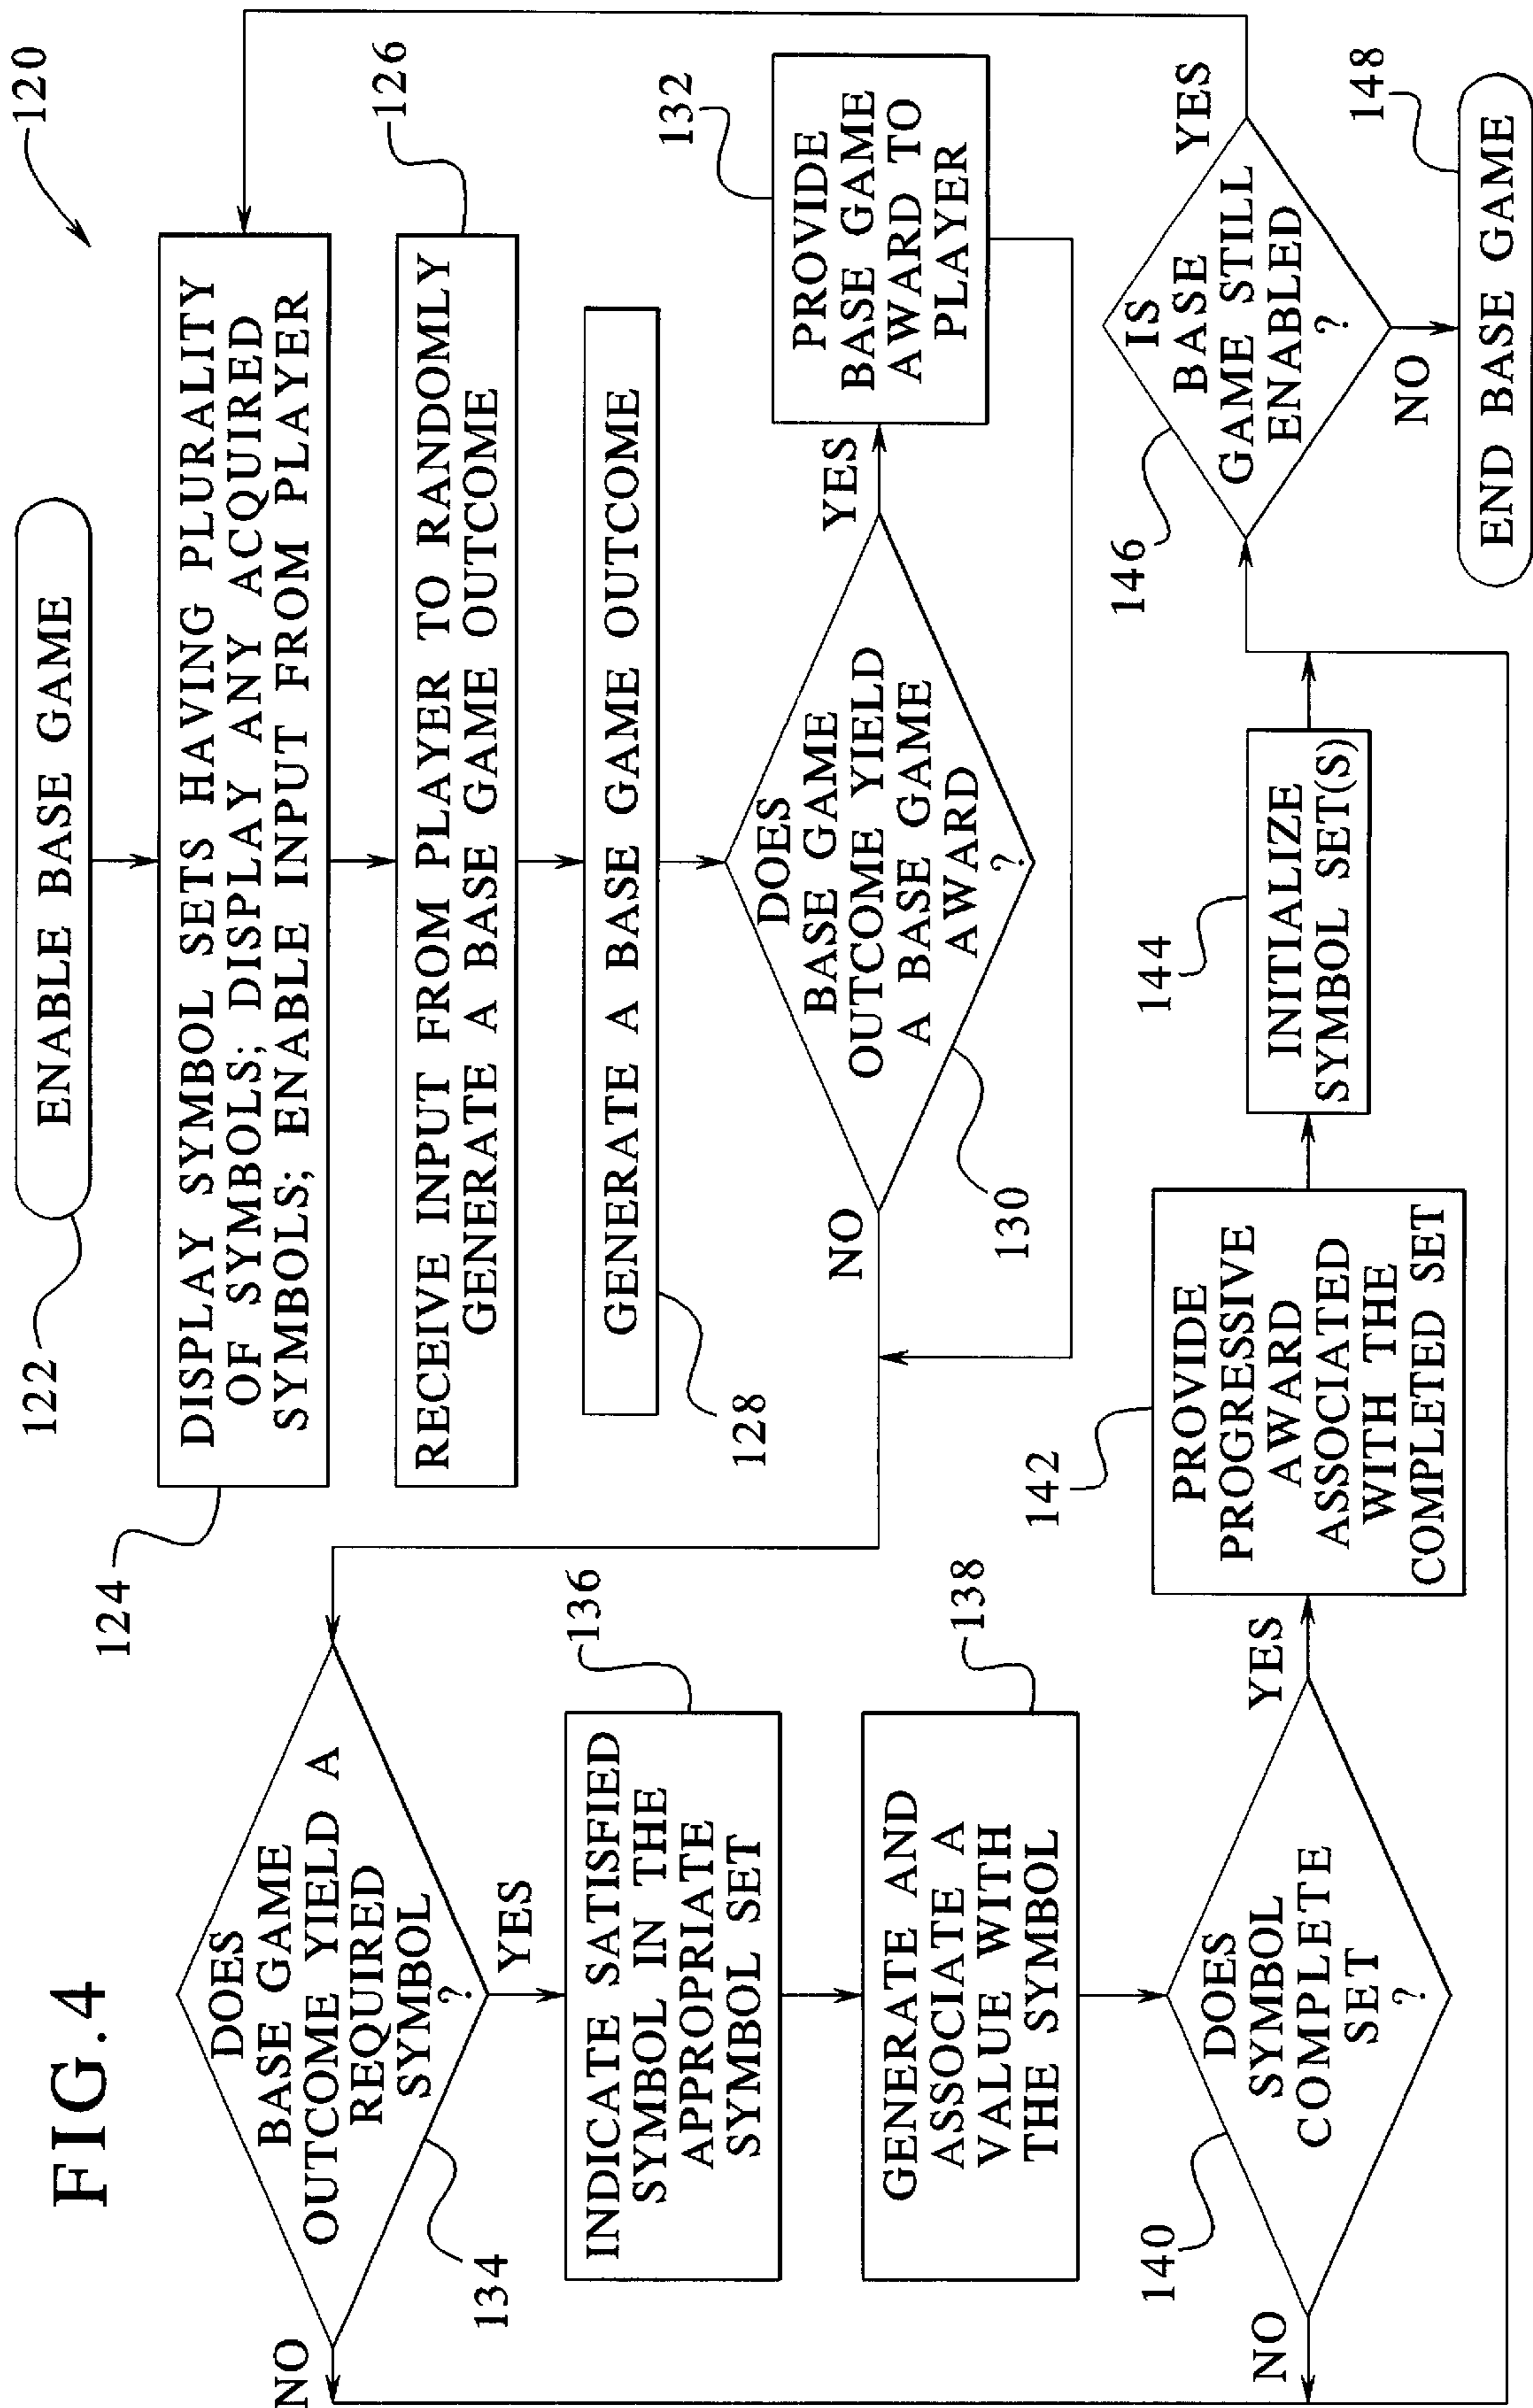 FIG.4
120
122
ENABLE BASE GAME
124
DISPLAY SYMBOL SETS HAVING PLURALITY
OF SYMBOLS; DISPLAY ANY ACQUIRED
SYMBOLS; ENABLE INPUT FROM PLAYER
126
RECEIVE INPUT FROM PLAYER TO RANDOMLY
GENERATE A BASE GAME OUTCOME
128
GENERATE A BASE GAME OUTCOME
130
DOES
BASE GAME
OUTCOME YIELD
A BASE GAME
AWARD
?
NO
YES
132
PROVIDE
BASE GAME
AWARD TO
PLAYER
134
DOES
BASE GAME
OUTCOME YIELD A
REQUIRED
SYMBOL
?
NO
YES
136
INDICATE SATISFIED
SYMBOL IN THE
APPROPRIATE
SYMBOL SET
138
GENERATE AND
ASSOCIATE A
VALUE WITH
THE SYMBOL
140
DOES
SYMBOL
COMPLETE
SET
?
NO
YES
142
PROVIDE
PROGRESSIVE
AWARD
ASSOCIATED
WITH THE
COMPLETED SET
144
INITIALIZE
SYMBOL SET(S)
146
IS
BASE
GAME STILL
ENABLED
?
YES
NO
148
END BASE GAME